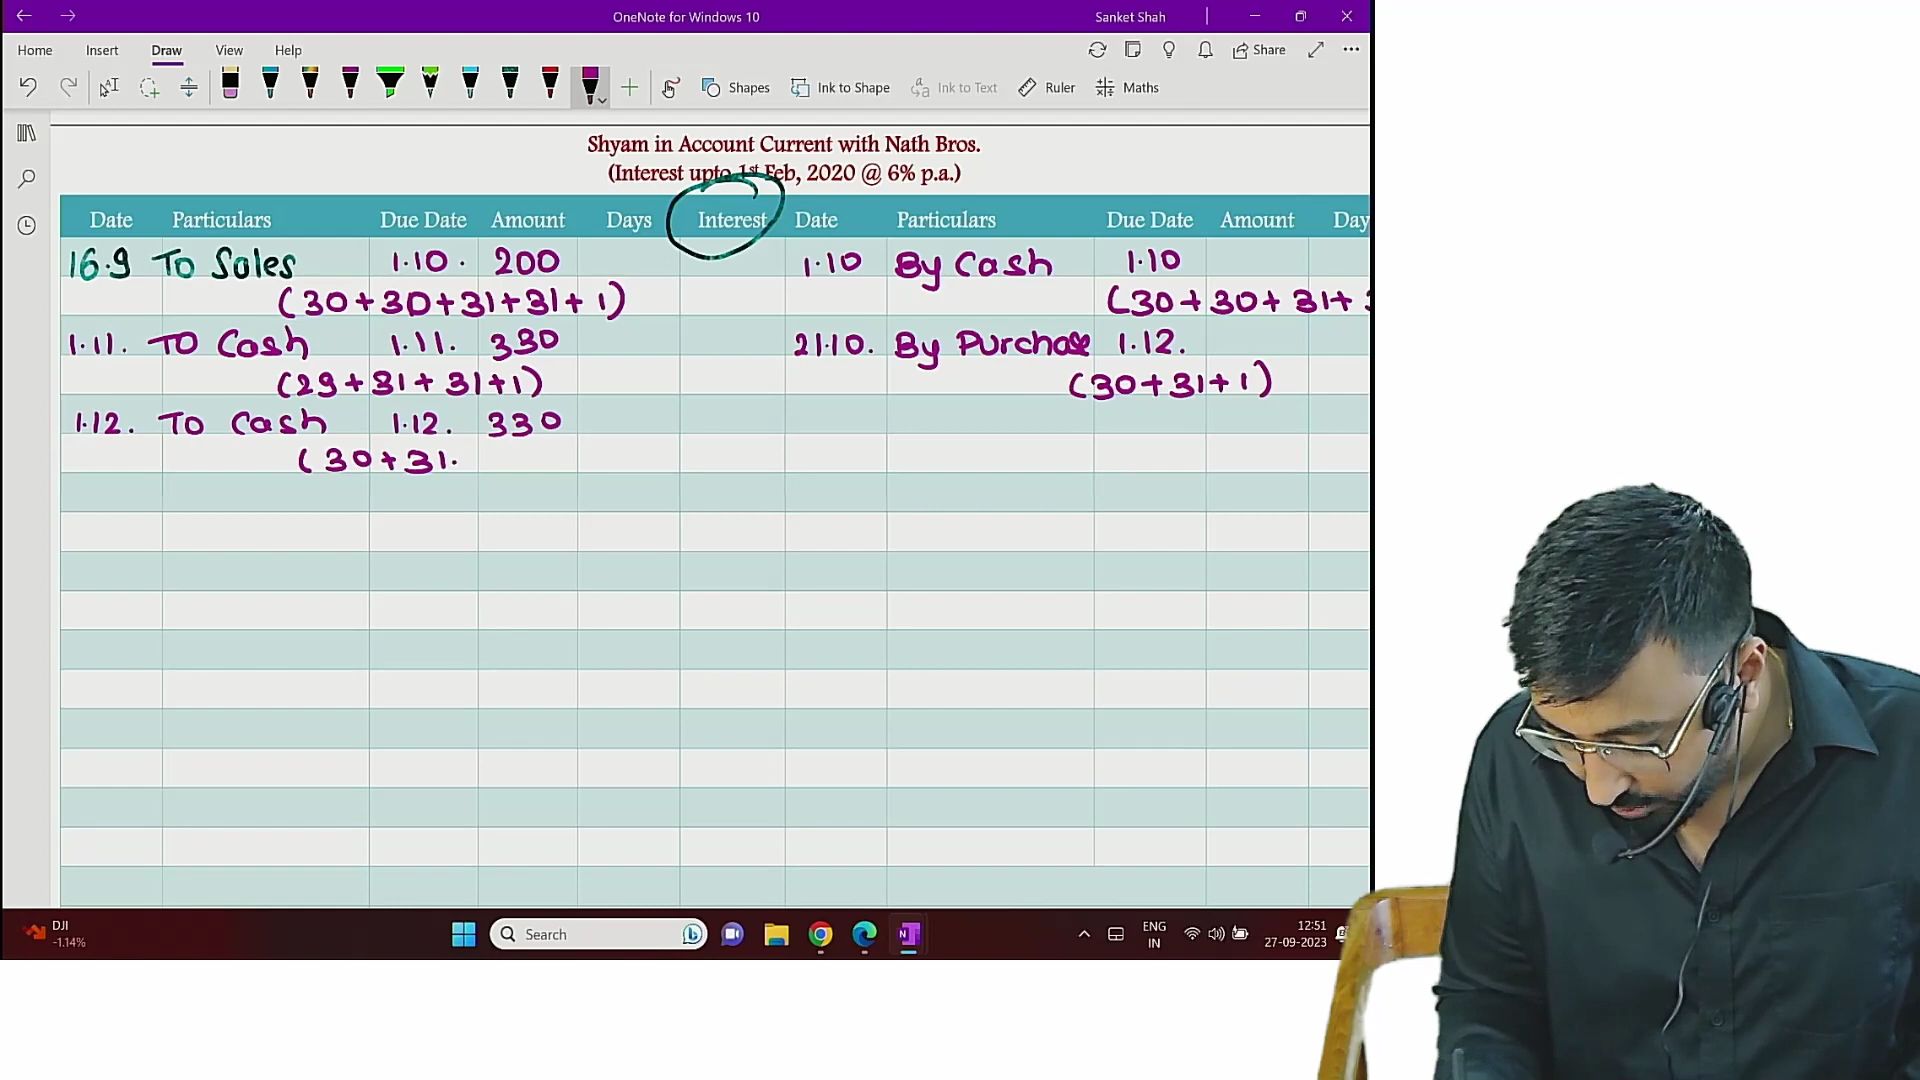 OneNote for Windows 10
Sanket Shah
Home Insert Draw View Help
Share
Shapes Ink to Shape Ink to Text Ruler Maths
Shyam in Account Current with Nath Bros.
(Interest upto 1st Feb, 2020 @ 6% p.a.)
Date Particulars Due Date Amount Days Interest Date Particulars Due Date Amount Day
16.9 To Sales 1.10. 200 1.10 By Cash 1.10
(30+30+31+31+1) (30+30+31+
1.11. To Cash 1.11. 330 21.10. By Purchase 1.12.
(29+31+31+1) (30+31+1)
1.12. To Cash 1.12. 330
(30+31.
DJI
-1.14%
Search
ENG
IN
12:51
27-09-2023